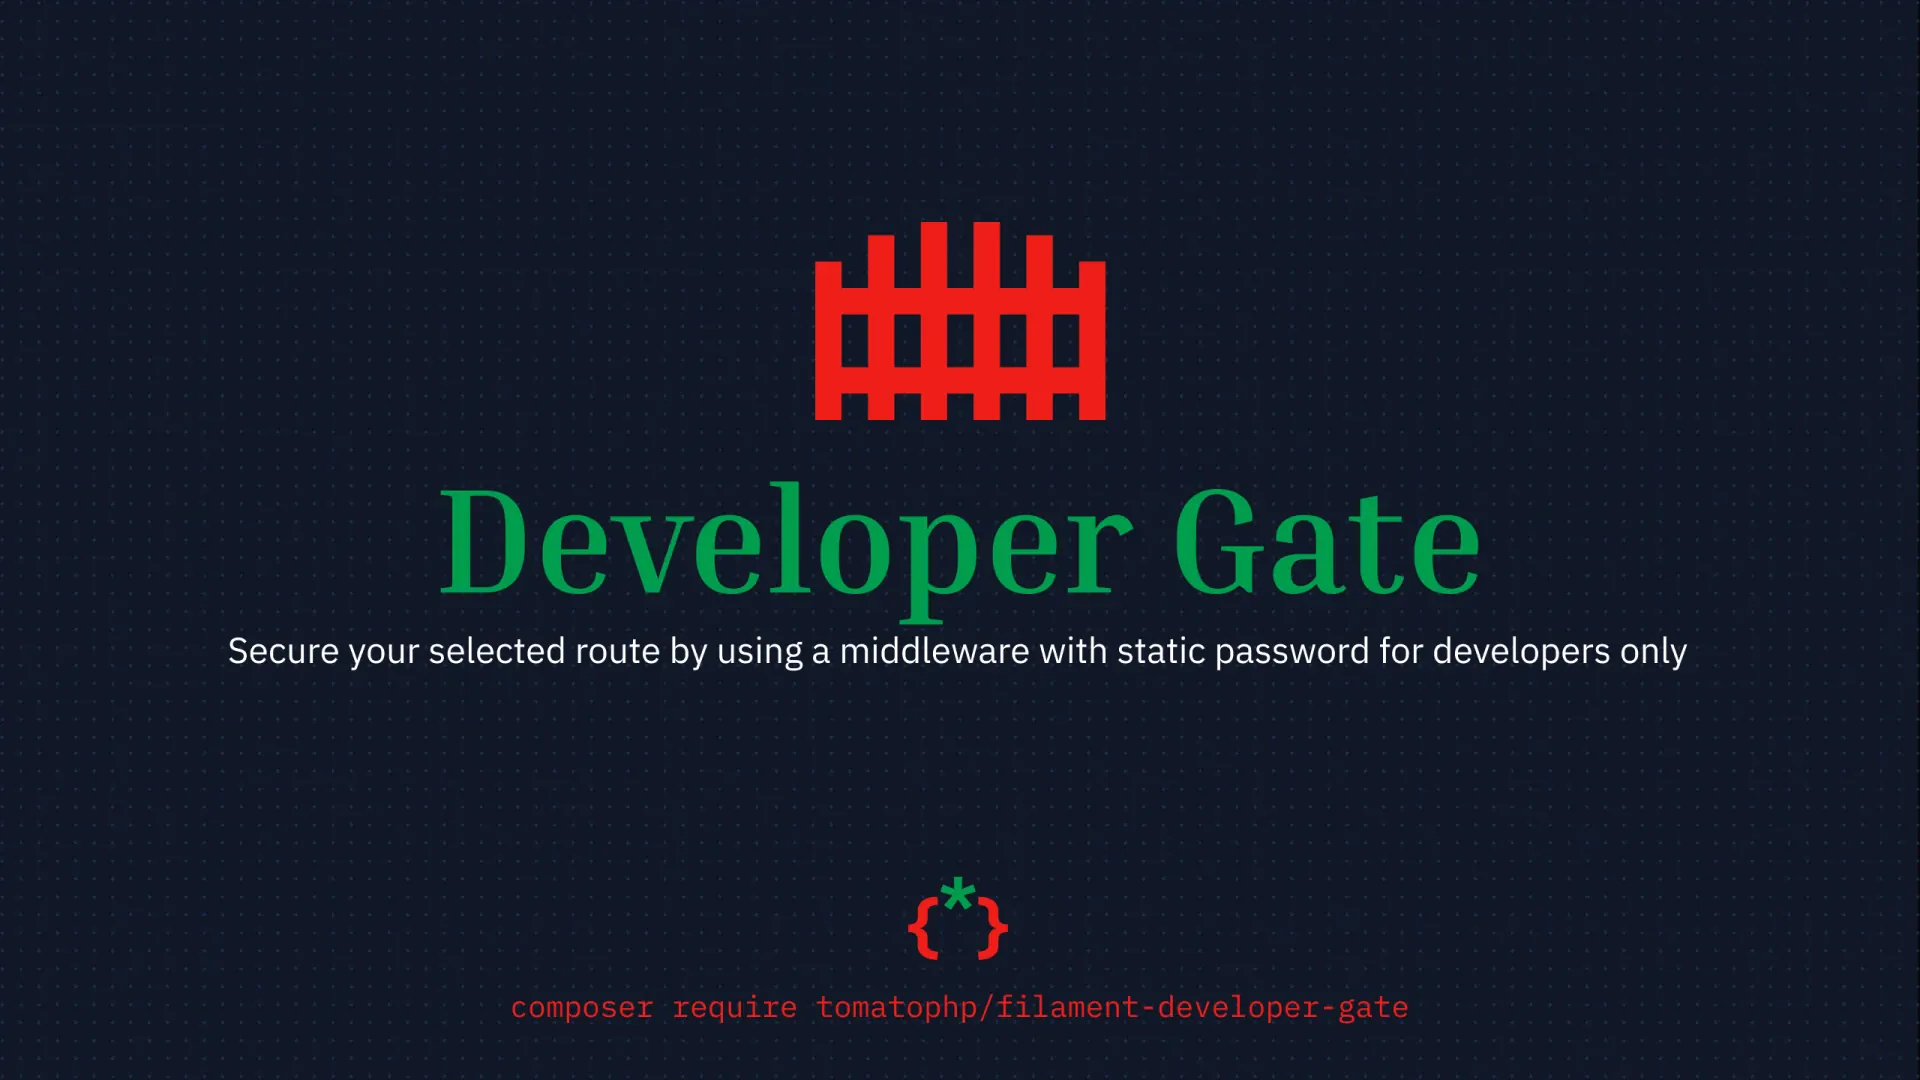 Developer Gate
Secure your selected route by using a middleware with static password for developers only
{*}
composer require tomatophp/filament-developer-gate